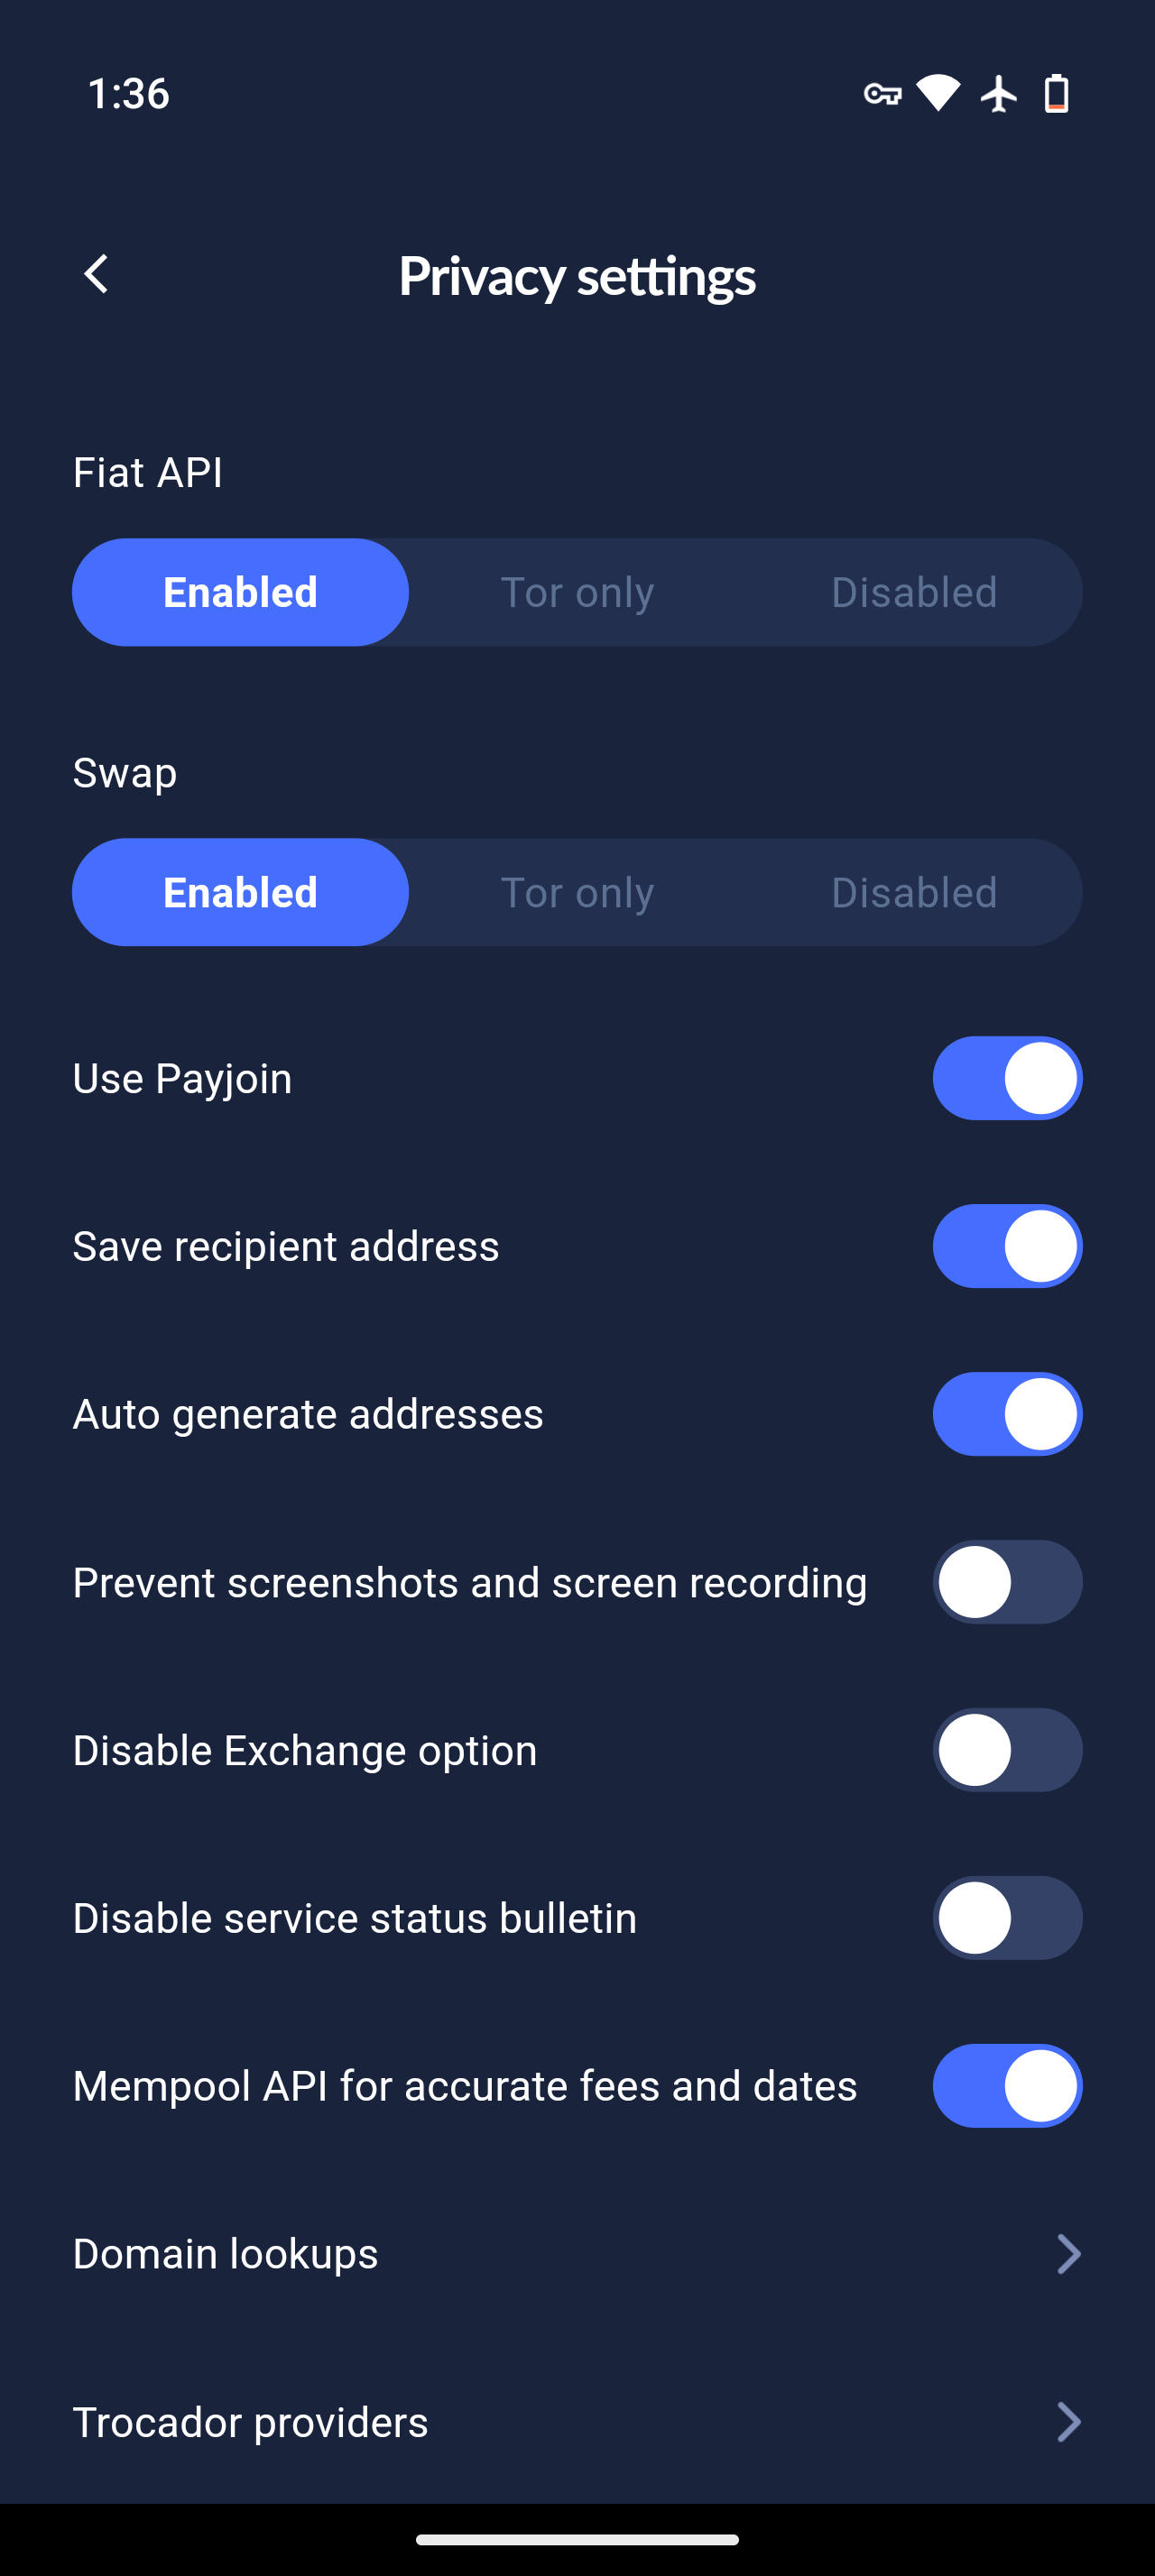 1:36
Privacy settings
Fiat API
Enabled Tor only Disabled
Swap
Enabled Tor only Disabled
Use Payjoin
Save recipient address
Auto generate addresses
Prevent screenshots and screen recording
Disable Exchange option
Disable service status bulletin
Mempool API for accurate fees and dates
Domain lookups
Trocador providers